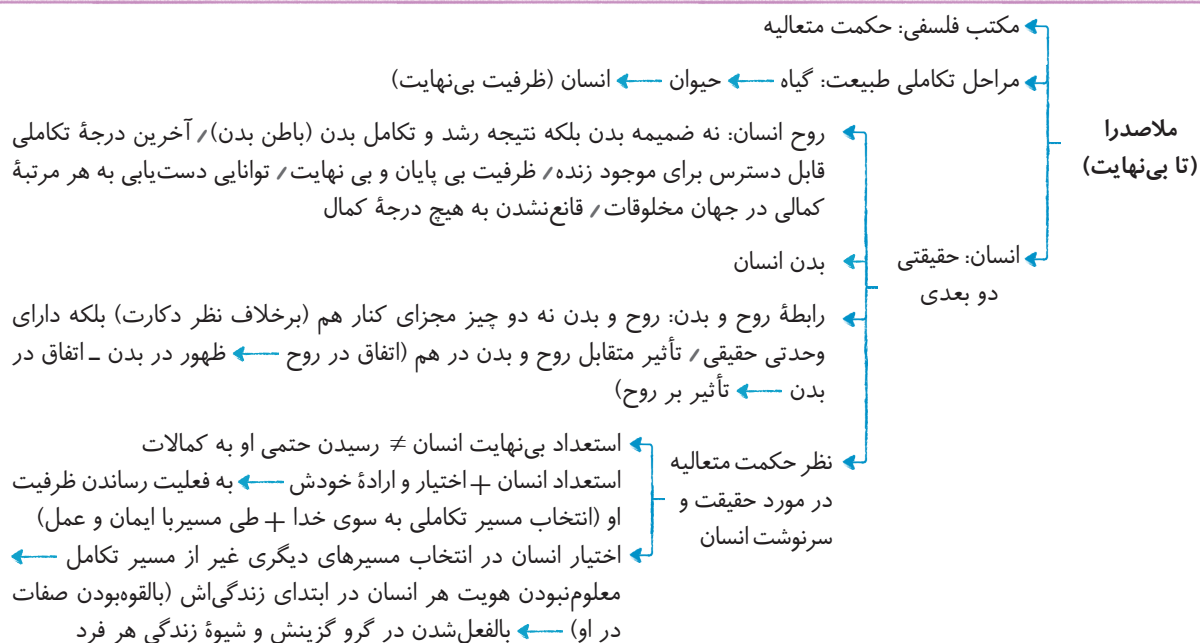 ملاصدرا
(تا بی‌نهایت)
مکتب فلسفی: حکمت متعالیه
مراحل تکاملی طبیعت: گیاه ← حیوان ← انسان (ظرفیت بی‌نهایت)
انسان: حقیقتی
دو بعدی
روح انسان: نه ضمیمه بدن بلکه نتیجه رشد و تکامل بدن (باطن بدن)/ آخرین درجهٔ تکاملی
قابل دسترس برای موجود زنده/ ظرفیت بی پایان و بی نهایت/ توانایی دست‌یابی به هر مرتبهٔ
کمالی در جهان مخلوقات/ قانع‌نشدن به هیچ درجهٔ کمال
بدن انسان
رابطهٔ روح و بدن: روح و بدن نه دو چیز مجزای کنار هم (برخلاف نظر دکارت) بلکه دارای
وحدتی حقیقی/ تأثیر متقابل روح و بدن در هم (اتفاق در روح ← ظهور در بدن ـ اتفاق در
بدن ← تأثیر بر روح)
نظر حکمت متعالیه
در مورد حقیقت و
سرنوشت انسان
استعداد بی‌نهایت انسان ≠ رسیدن حتمی او به کمالات
استعداد انسان + اختیار و ارادهٔ خودش ← به فعلیت رساندن ظرفیت
او (انتخاب مسیر تکاملی به سوی خدا + طی مسیربا ایمان و عمل)
اختیار انسان در انتخاب مسیرهای دیگری غیر از مسیر تکامل ←
معلوم‌نبودن هویت هر انسان در ابتدای زندگی‌اش (بالقوه‌بودن صفات
در او) ← بالفعل‌شدن در گرو گزینش و شیوهٔ زندگی هر فرد